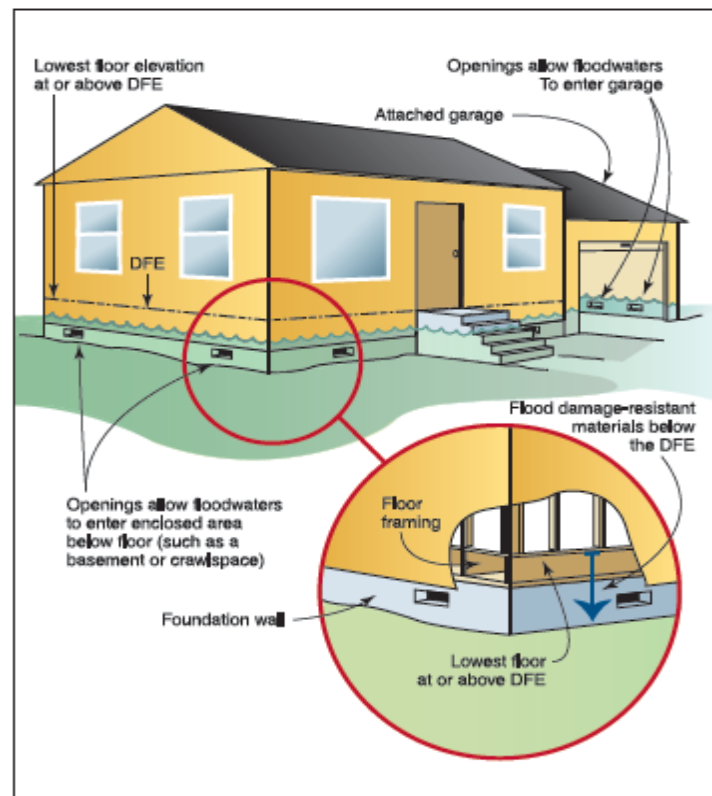 Lowest floor elevation
at or above DFE
Openings allow floodwaters
To enter garage
Attached garage
DFE
Flood damage-resistant
materials below
the DFE
Openings allow floodwaters
to enter enclosed area
below floor (such as a
basement or crawlspace)
Floor
framing
Foundation wall
Lowest floor
at or above DFE